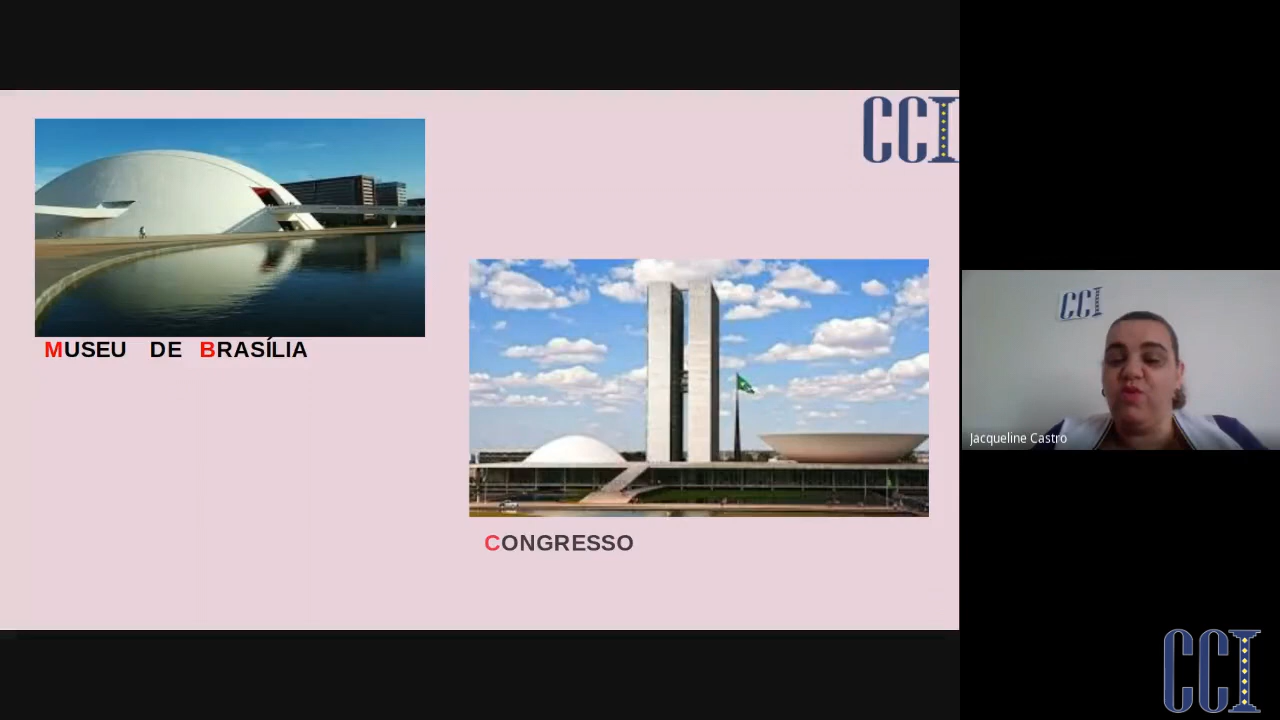 CCI
MUSEU DE BRASÍLIA
CONGRESSO
CCI
Jacqueline Castro
CCI